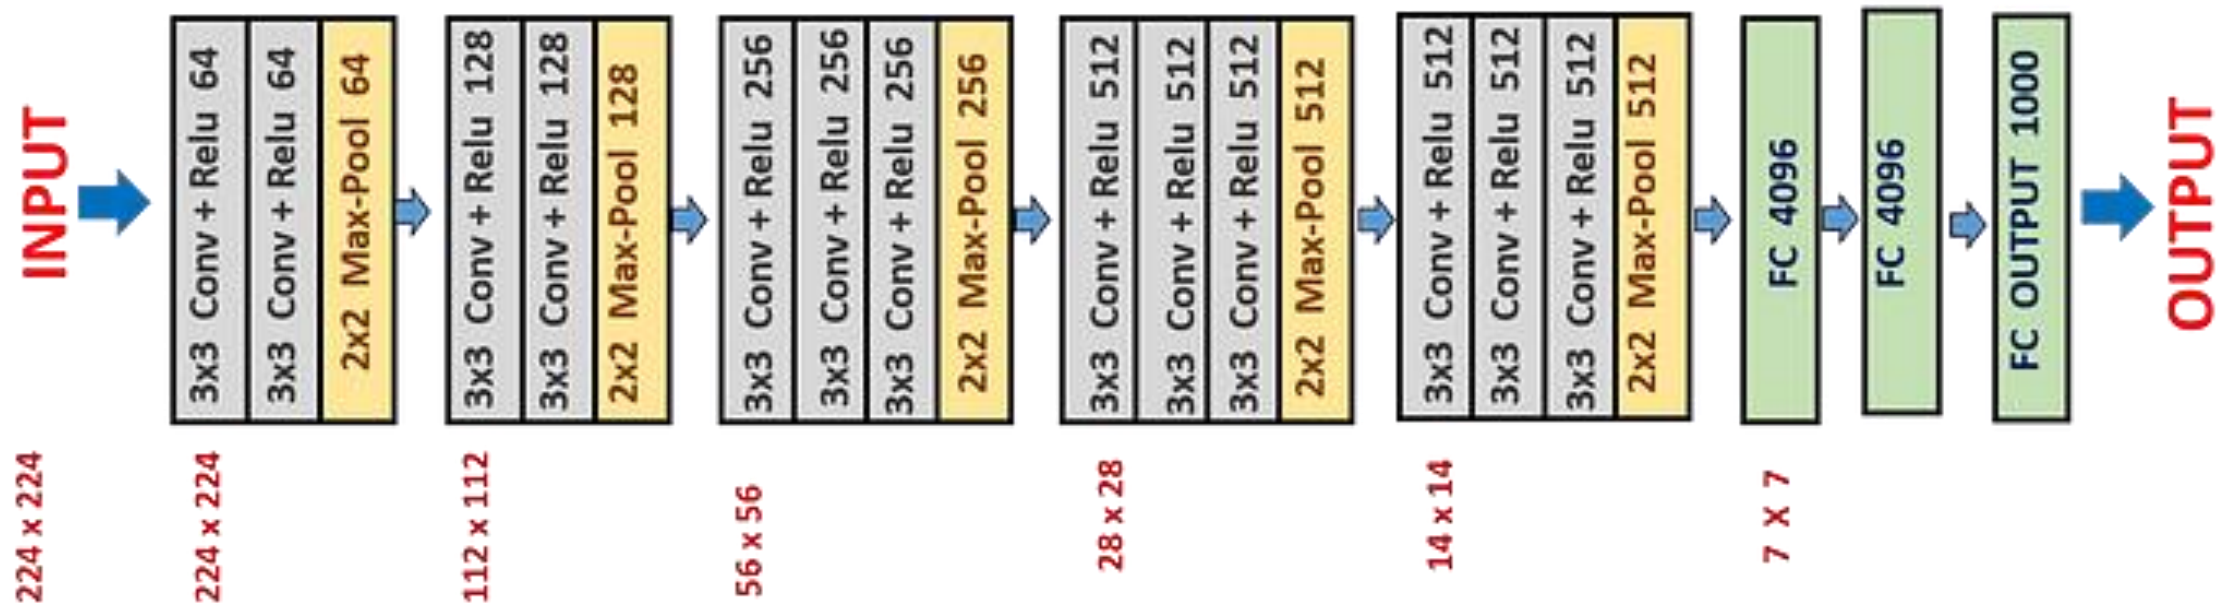 INPUT
3x3 Conv + Relu 64
3x3 Conv + Relu 64
2x2 Max-Pool 64
3x3 Conv + Relu 128
3x3 Conv + Relu 128
2x2 Max-Pool 128
3x3 Conv + Relu 256
3x3 Conv + Relu 256
3x3 Conv + Relu 256
2x2 Max-Pool 256
3x3 Conv + Relu 512
3x3 Conv + Relu 512
3x3 Conv + Relu 512
2x2 Max-Pool 512
3x3 Conv + Relu 512
3x3 Conv + Relu 512
3x3 Conv + Relu 512
2x2 Max-Pool 512
FC 4096
FC 4096
FC OUTPUT 1000
OUTPUT
224 x 224
224 x 224
112 x 112
56 x 56
28 x 28
14 x 14
7 X 7